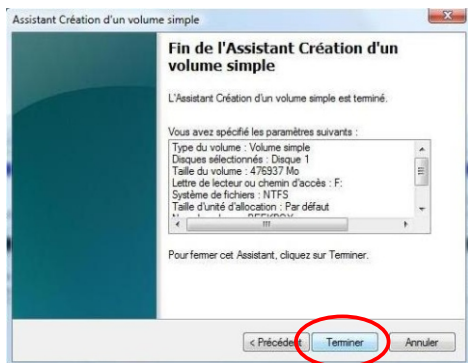 Assistant Création d'un volume simple
Fin de l'Assistant Création d'un
volume simple
L'Assistant Création d'un volume simple est terminé.
Vous avez spécifié les paramètres suivants :
Type du volume : Volume simple
Disques sélectionnés : Disque 1
Taille du volume : 476937 Mo
Lettre de lecteur ou chemin d'accès : F:
Système de fichiers : NTFS
Taille d'unité d'allocation : Par défaut
Pour fermer cet Assistant, cliquez sur Terminer.
< Précédent Terminer Annuler